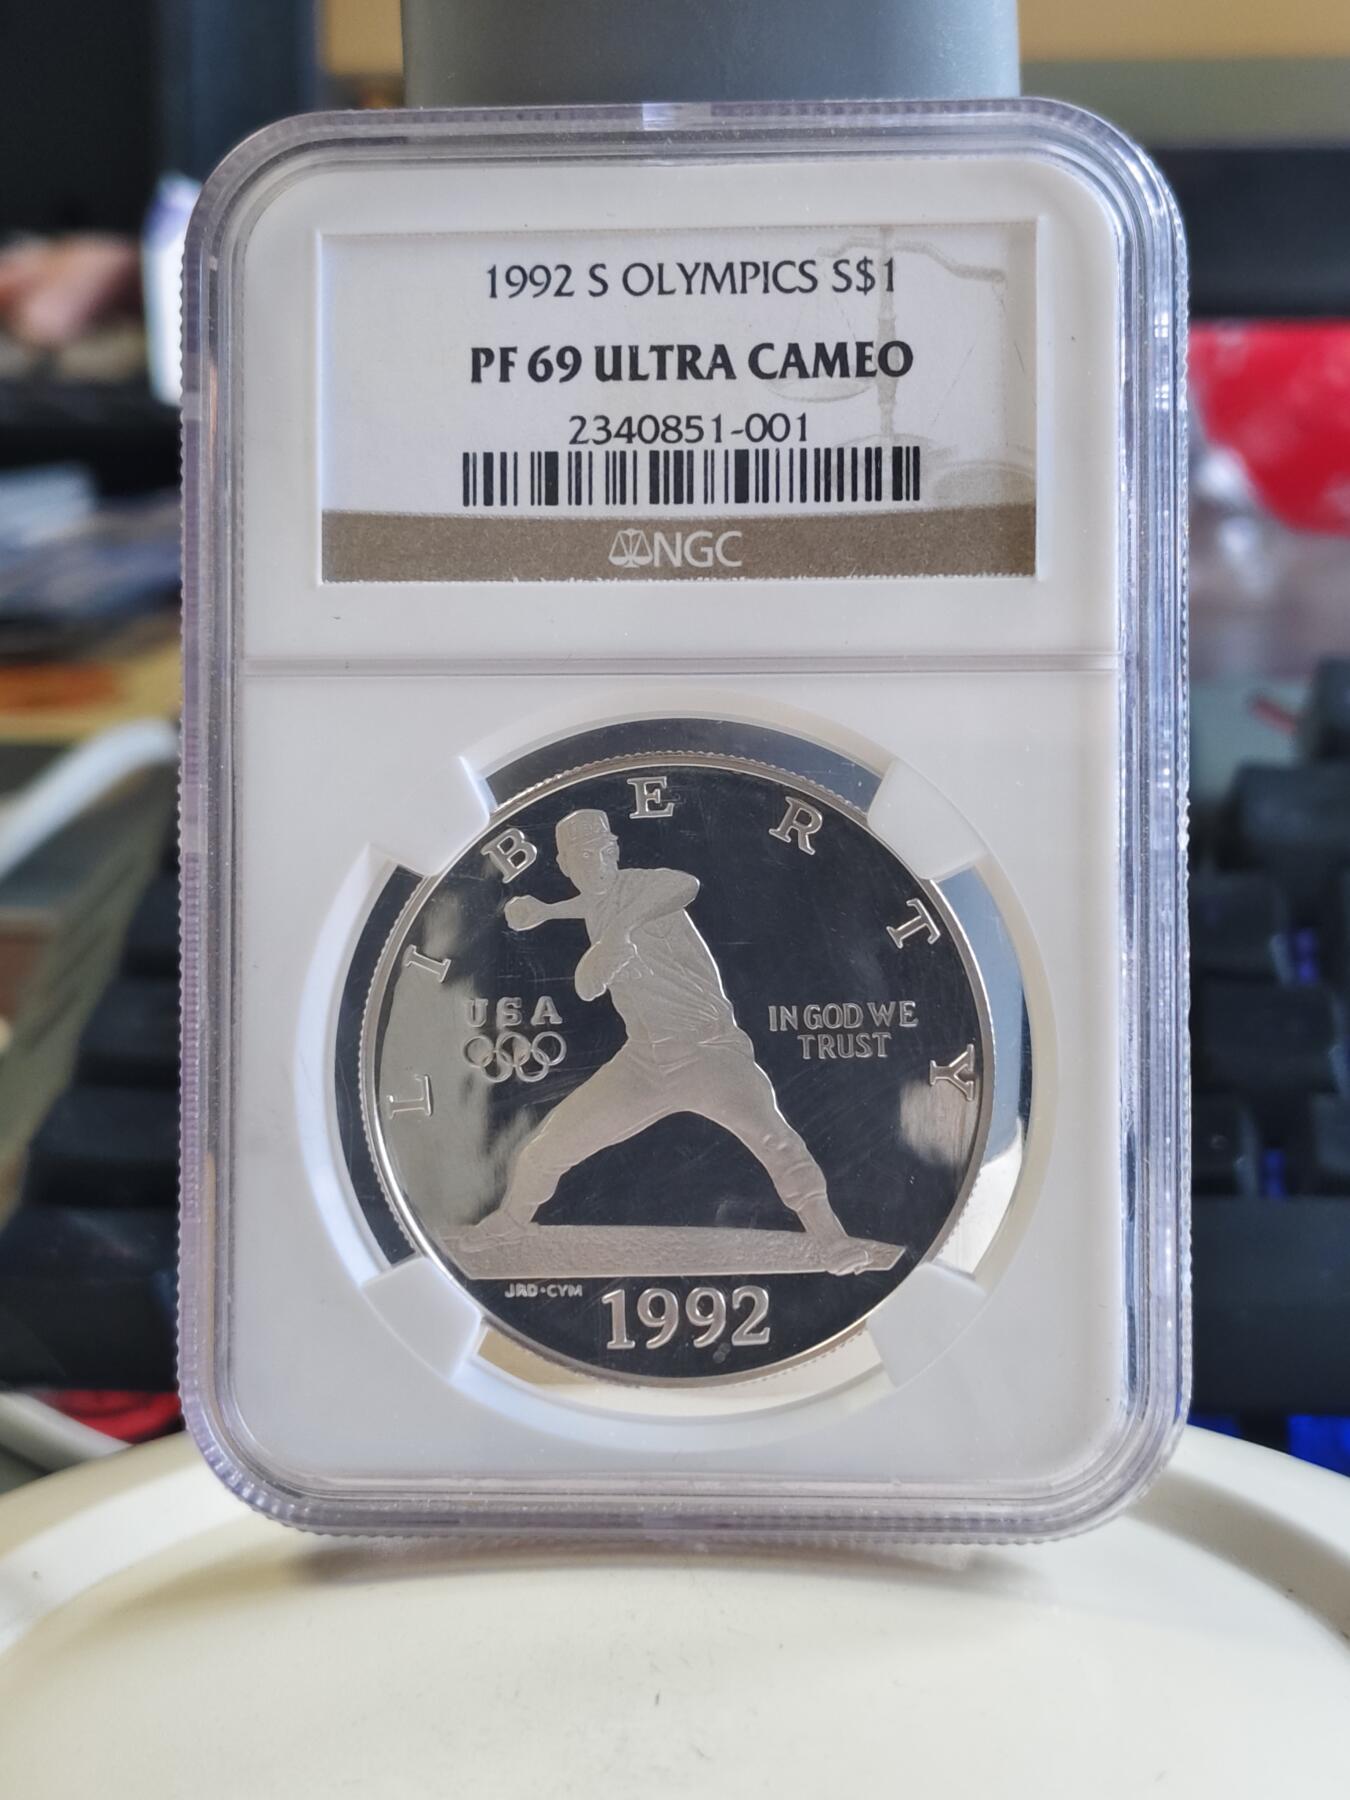 1992 S OLYMPICS S$1
PF 69 ULTRA CAMEO
2340851-001
NGC
LIBERTY
USA
USA
IN GOD WE
TRUST
JRD·CYM
1992